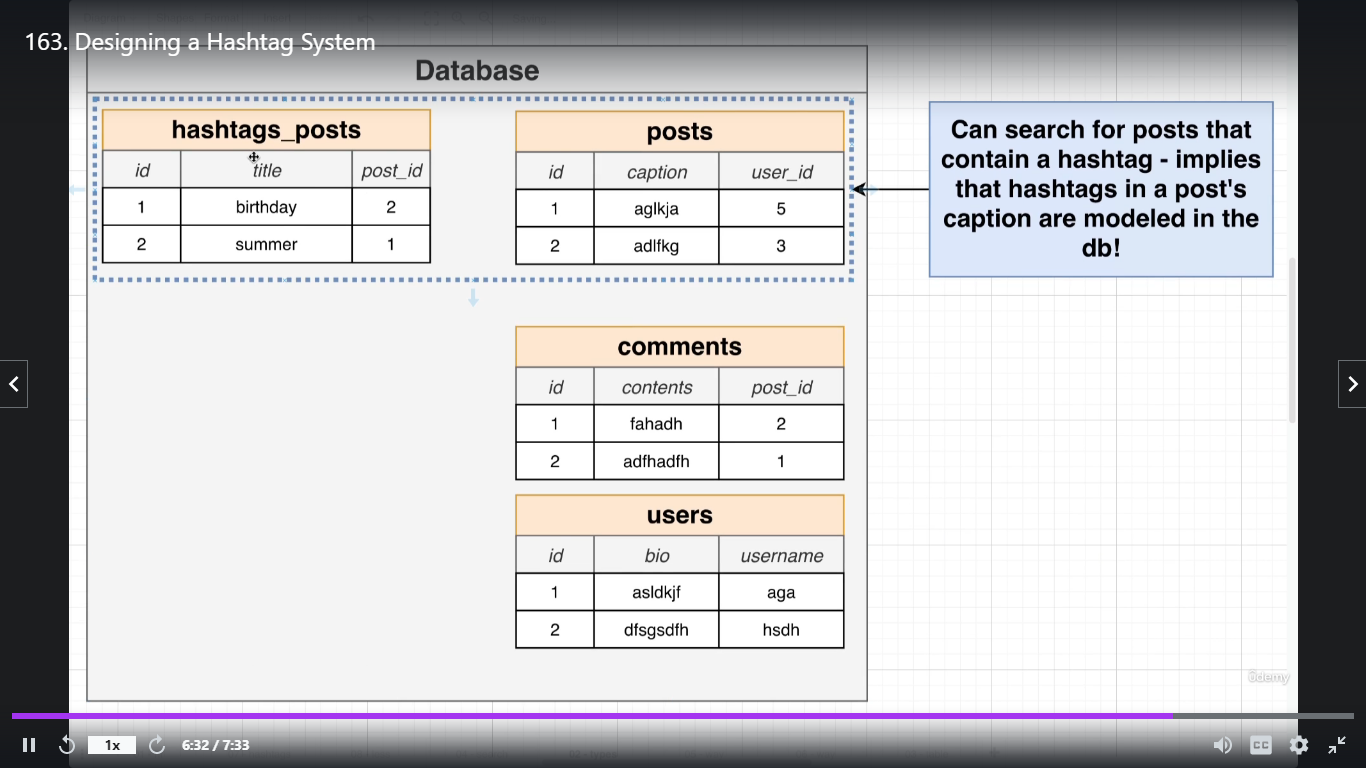 163. Designing a Hashtag System
Database
hashtags_posts
id title post_id
1 birthday 2
2 summer 1
posts
id caption user_id
1 aglkja 5
2 adlfkg 3
Can search for posts that
contain a hashtag - implies
that hashtags in a post's
caption are modeled in the
db!
comments
id contents post_id
1 fahadh 2
2 adfhadfh 1
users
id bio username
1 asldkjf aga
2 dfsgsdfh hsdh
ûdemy
1x
6:32 / 7:33
CC